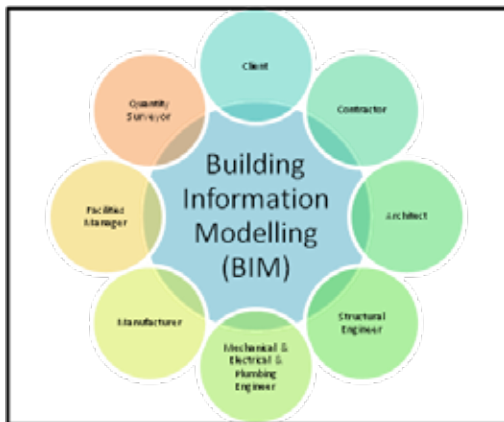 Client
Contractor
Architect
Structural
Engineer
Mechanical &
Electrical &
Plumbing
Engineer
Manufacturer
Facilities
Manager
Quantity
Surveyor
Building
Information
Modelling
(BIM)